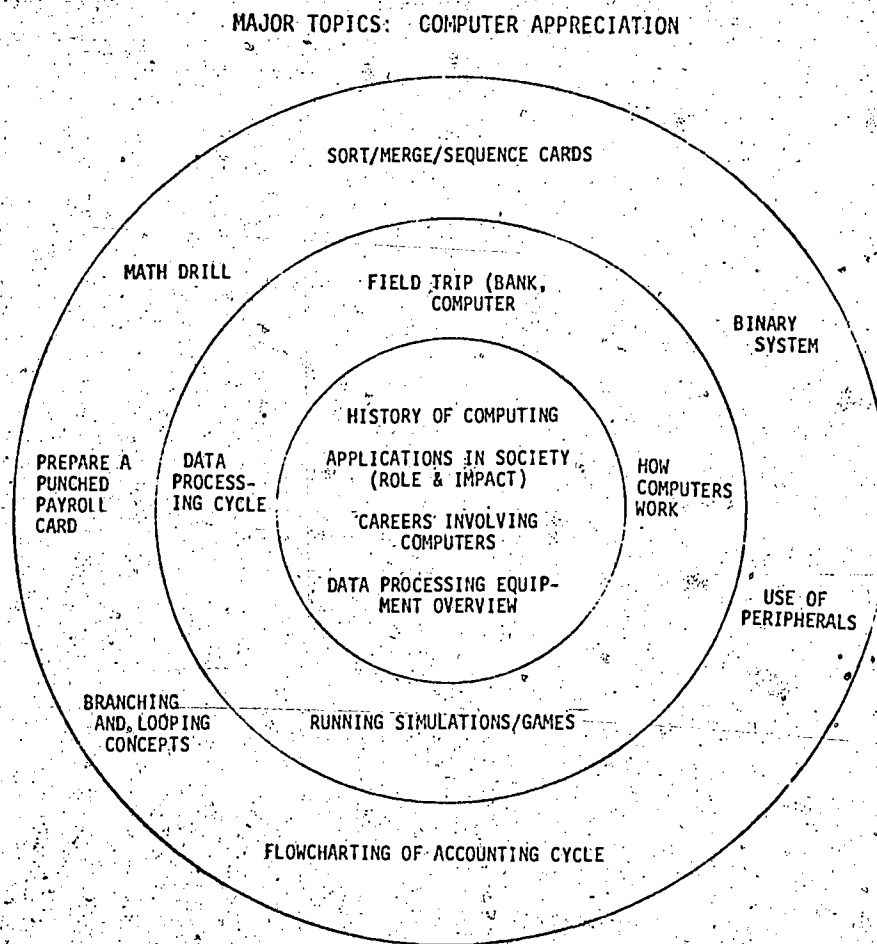 MAJOR TOPICS: COMPUTER APPRECIATION
SORT/MERGE/SEQUENCE CARDS
MATH DRILL
FIELD TRIP (BANK,
COMPUTER
BINARY
SYSTEM
HISTORY OF COMPUTING
APPLICATIONS IN SOCIETY
(ROLE & IMPACT)
CAREERS INVOLVING
COMPUTERS
DATA PROCESSING EQUIP-
MENT OVERVIEW
PREPARE A
PUNCHED
PAYROLL
CARD
DATA
PROCESS-
ING CYCLE
HOW
COMPUTERS
WORK
USE OF
PERIPHERALS
BRANCHING
AND LOOPING
CONCEPTS
RUNNING SIMULATIONS/GAMES
FLOWCHARTING OF ACCOUNTING CYCLE